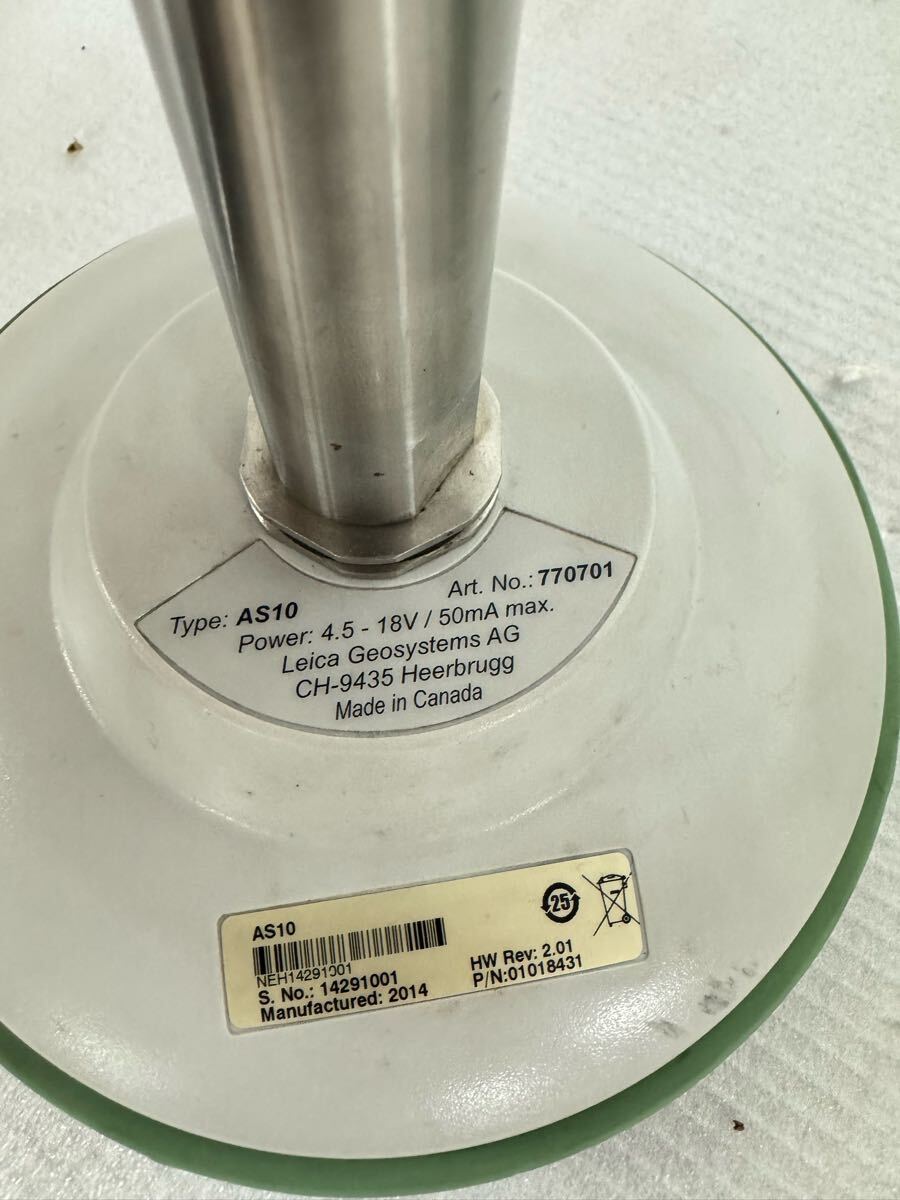 Type: AS10 Art. No.: 770701
Power: 4.5 - 18V / 50mA max.
Leica Geosystems AG
CH-9435 Heerbrugg
Made in Canada
AS10
25
NEH14291001
S. No.: 14291001
Manufactured: 2014
HW Rev: 2.01
P/N:01018431